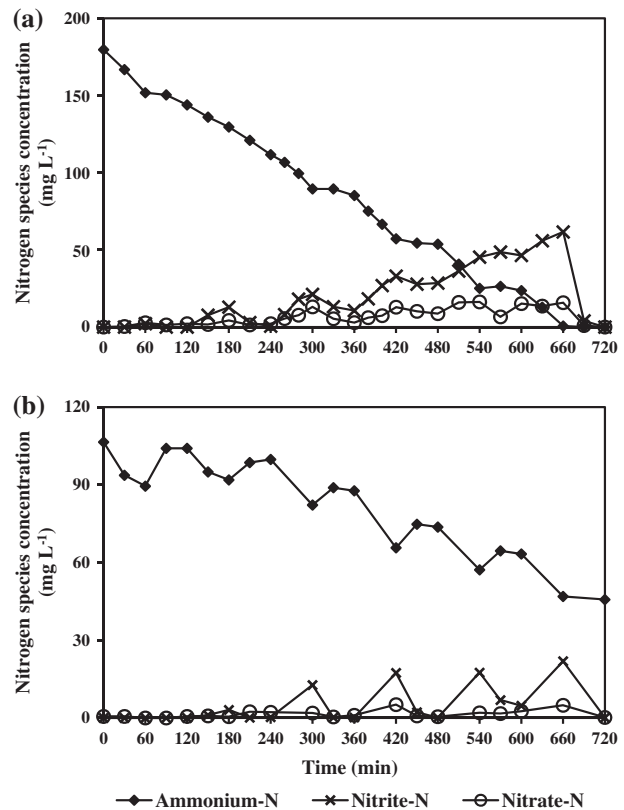 (a)
Nitrogen species concentration
(mg L-1)
200
150
100
50
0
0 60 120 180 240 300 360 420 480 540 600 660 720
(b)
Nitrogen species concentration
(mg L-1)
120
90
60
30
0
0 60 120 180 240 300 360 420 480 540 600 660 720
Time (min)
Ammonium-N Nitrite-N Nitrate-N